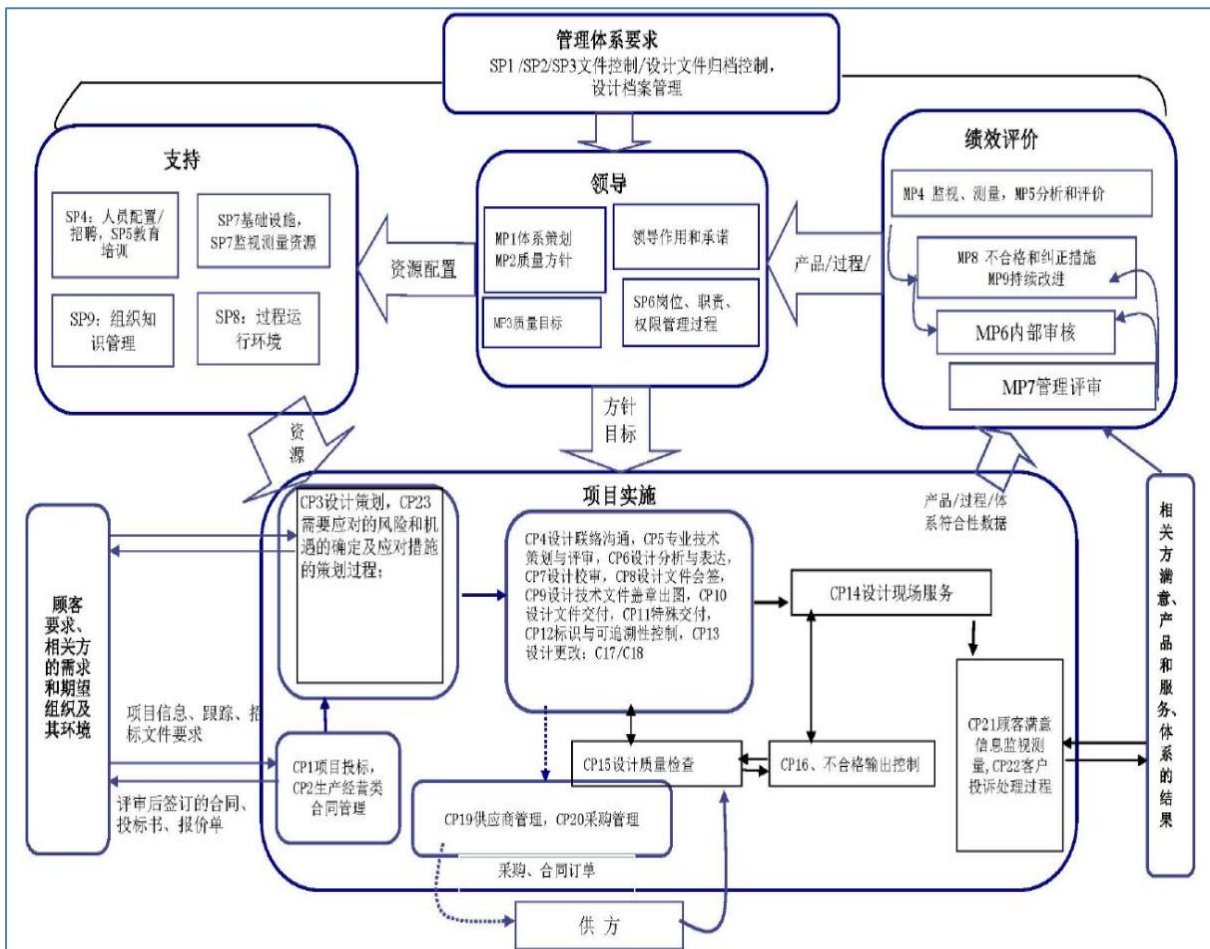 管理体系要求
SP1 /SP2/SP3文件控制/设计文件归档控制，
设计档案管理
支持
SP4：人员配置/
招聘，SP5教育
培训
SP7基础设施，
SP7监视测量资源
SP9：组织知
识管理
SP8：过程运
行环境
资源配置
领导
MP1体系策划
MP2质量方针
领导作用和承诺
MP3质量目标
SP6岗位、职责、
权限管理过程
产品/过程/
绩效评价
MP4 监视、测量，MP5分析和评价
MP8 不合格和纠正措施
MP9持续改进
MP6内部审核
MP7管理评审
资
源
方针
目标
产品/过程/体
系符合性数据
项目实施
顾客
要求、
相关方
的需求
和期望
组织及
其环境
CP3设计策划，CP23
需要应对的风险和机
遇的确定及应对措施
的策划过程；
CP4设计联络沟通，CP5专业技术
策划与评审，CP6设计分析与表达，
CP7设计校审，CP8设计文件会签，
CP9设计技术文件盖章出图，CP10
设计文件交付，CP11特殊交付，
CP12标识与可追溯性控制，CP13
设计更改；C17/C18
CP14设计现场服务
项目信息、跟踪、招
标文件要求
CP1项目投标，
CP2生产经营类
合同管理
评审后签订的合同、
投标书、报价单
CP15设计质量检查
CP16、不合格输出控制
CP21顾客满意
信息监视测
量,CP22客户
投诉处理过程
CP19供应商管理，CP20采购管理
采购、合同订单
供 方
相关方满意、产品和服务、体系的结果